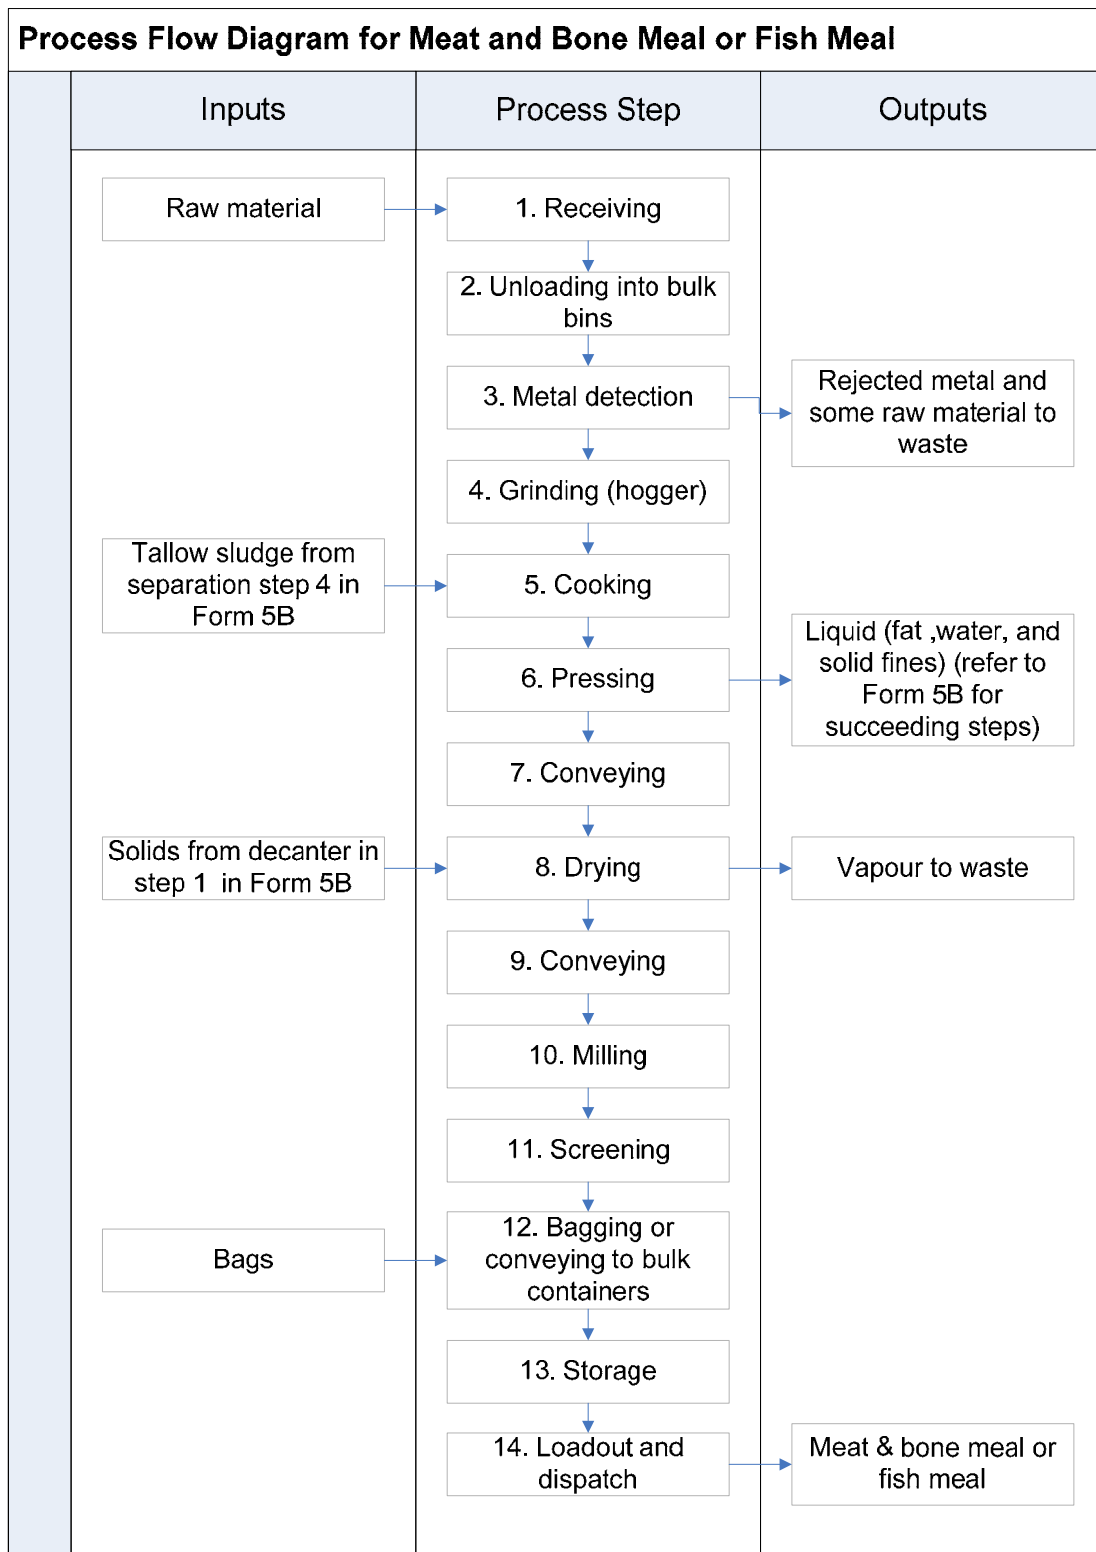 Process Flow Diagram for Meat and Bone Meal or Fish Meal
Inputs
Process Step
Outputs
Raw material
1. Receiving
2. Unloading into bulk
bins
3. Metal detection
Rejected metal and
some raw material to
waste
4. Grinding (hogger)
Tallow sludge from
separation step 4 in
Form 5B
5. Cooking
6. Pressing
Liquid (fat ,water, and
solid fines) (refer to
Form 5B for
succeeding steps)
7. Conveying
Solids from decanter in
step 1 in Form 5B
8. Drying
Vapour to waste
9. Conveying
10. Milling
11. Screening
Bags
12. Bagging or
conveying to bulk
containers
13. Storage
14. Loadout and
dispatch
Meat & bone meal or
fish meal